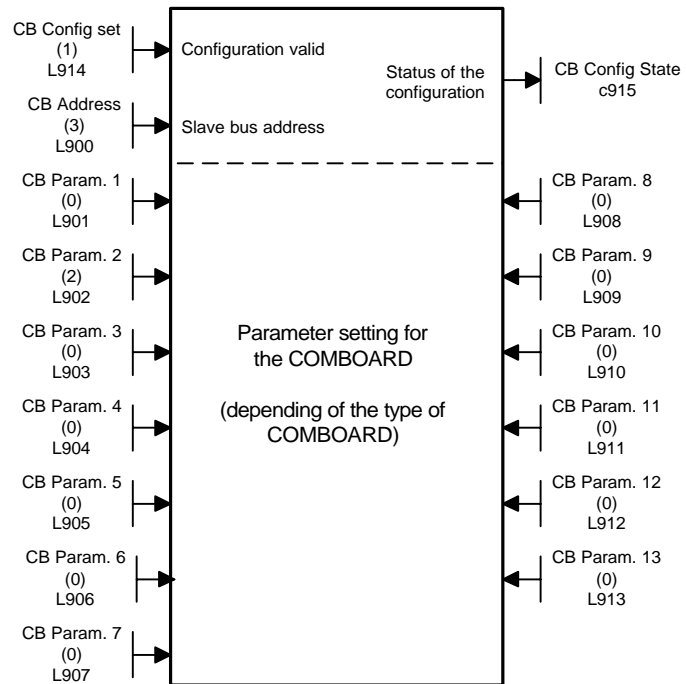 CB Config set
(1)
L914
Configuration valid
Status of the
configuration
CB Config State
c915
CB Address
(3)
L900
Slave bus address
CB Param. 1
(0)
L901
CB Param. 2
(2)
L902
CB Param. 3
(0)
L903
CB Param. 4
(0)
L904
CB Param. 5
(0)
L905
CB Param. 6
(0)
L906
CB Param. 7
(0)
L907
Parameter setting for
the COMBOARD
(depending of the type of
COMBOARD)
CB Param. 8
(0)
L908
CB Param. 9
(0)
L909
CB Param. 10
(0)
L910
CB Param. 11
(0)
L911
CB Param. 12
(0)
L912
CB Param. 13
(0)
L913